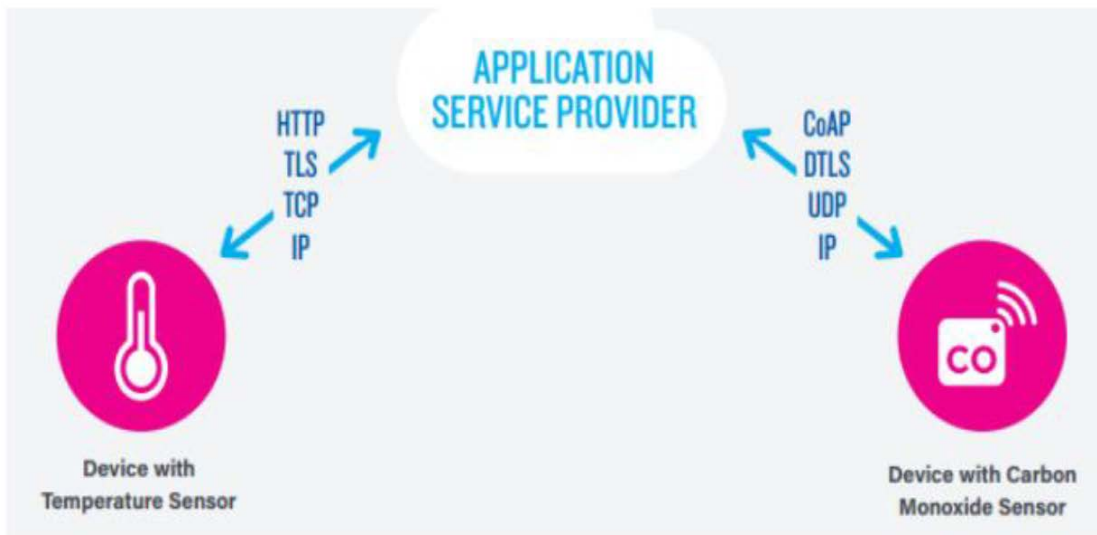 APPLICATION
SERVICE PROVIDER
HTTP
TLS
TCP
IP
CoAP
DTLS
UDP
IP
CO
Device with
Temperature Sensor
Device with Carbon
Monoxide Sensor